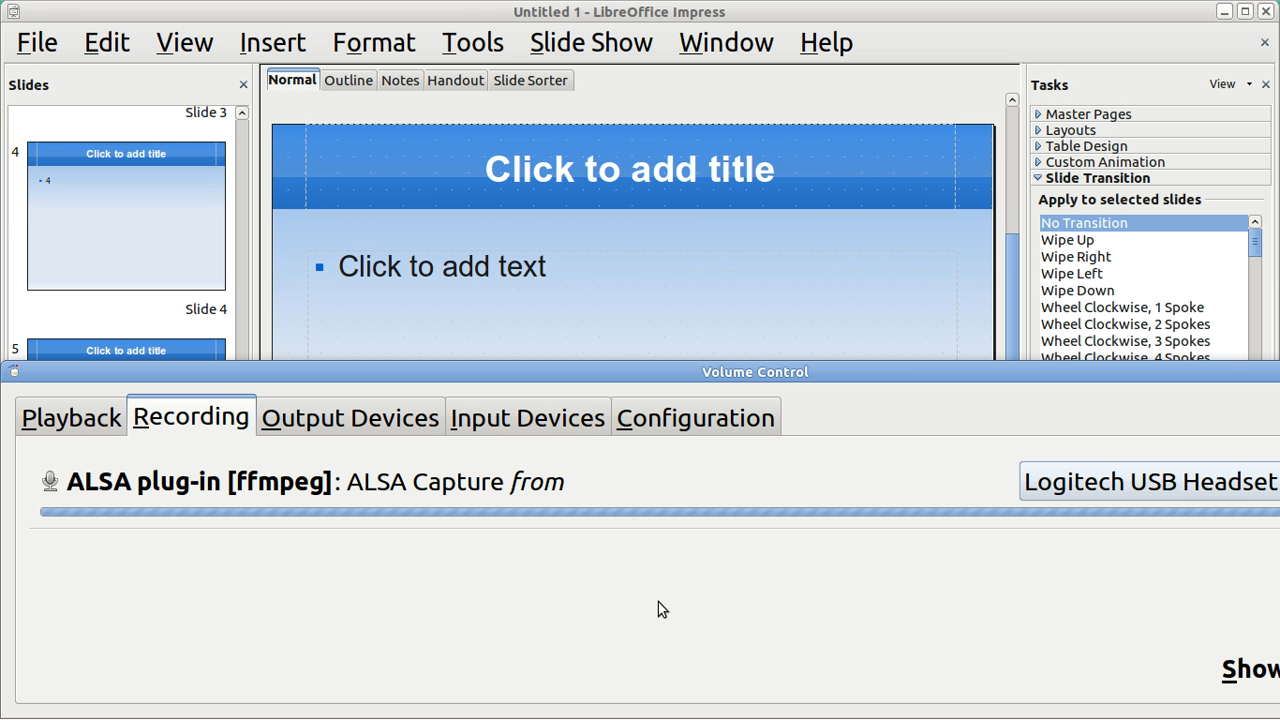 Untitled 1 - LibreOffice Impress
File Edit View Insert Format Tools Slide Show Window Help
Slides
Slide 3
4
Click to add title
4
Slide 4
5
Click to add title
Normal Outline Notes Handout Slide Sorter
Click to add title
Click to add text
Tasks View
Master Pages
Layouts
Table Design
Custom Animation
Slide Transition
Apply to selected slides
No Transition
Wipe Up
Wipe Right
Wipe Left
Wipe Down
Wheel Clockwise, 1 Spoke
Wheel Clockwise, 2 Spokes
Wheel Clockwise, 3 Spokes
Wheel Clockwise, 4 Spokes
Volume Control
Playback Recording Output Devices Input Devices Configuration
ALSA plug-in [ffmpeg]: ALSA Capture from
Logitech USB Headset
Show